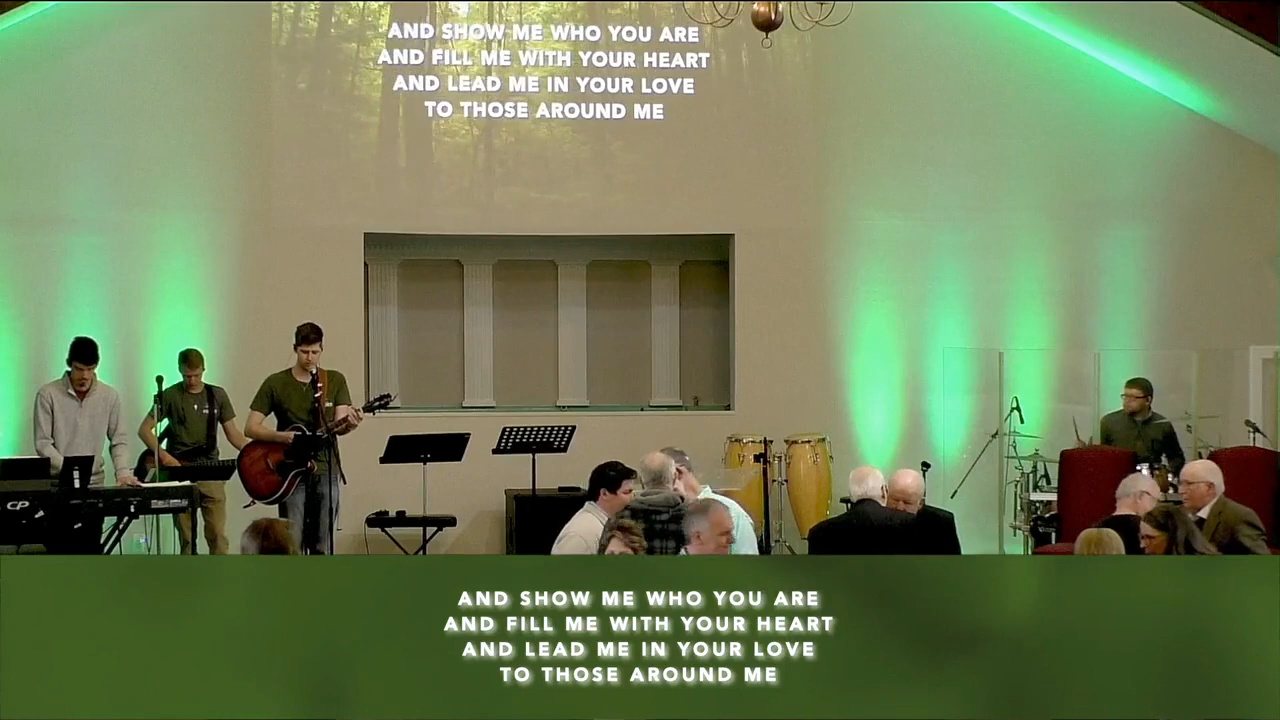 AND SHOW ME WHO YOU ARE
AND FILL ME WITH YOUR HEART
AND LEAD ME IN YOUR LOVE
TO THOSE AROUND ME
CP
AND SHOW ME WHO YOU ARE
AND FILL ME WITH YOUR HEART
AND LEAD ME IN YOUR LOVE
TO THOSE AROUND ME